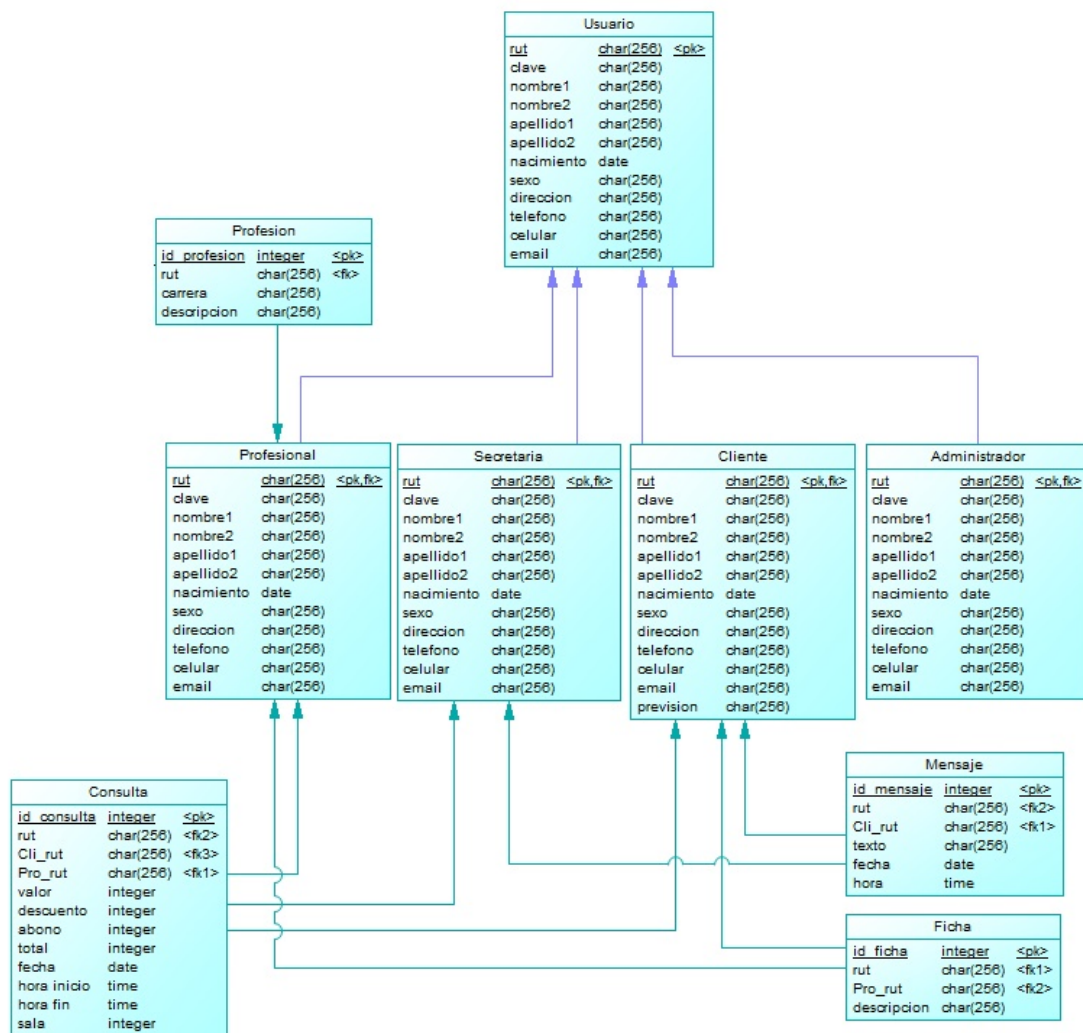 Usuario
rut char(256) <pk>
clave char(256)
nombre1 char(256)
nombre2 char(256)
apellido1 char(256)
apellido2 char(256)
nacimiento date
sexo char(256)
direccion char(256)
telefono char(256)
celular char(256)
email char(256)
Profesion
id_profesion integer <pk>
rut char(256) <fk>
carrera char(256)
descripcion char(256)
Profesional
rut char(256) <pk,fk>
clave char(256)
nombre1 char(256)
nombre2 char(256)
apellido1 char(256)
apellido2 char(256)
nacimiento date
sexo char(256)
direccion char(256)
telefono char(256)
celular char(256)
email char(256)
Secretaria
rut char(256) <pk,fk>
clave char(256)
nombre1 char(256)
nombre2 char(256)
apellido1 char(256)
apellido2 char(256)
nacimiento date
sexo char(256)
direccion char(256)
telefono char(256)
celular char(256)
email char(256)
Cliente
rut char(256) <pk,fk>
clave char(256)
nombre1 char(256)
nombre2 char(256)
apellido1 char(256)
apellido2 char(256)
nacimiento date
sexo char(256)
direccion char(256)
telefono char(256)
celular char(256)
email char(256)
prevision char(256)
Administrador
rut char(256) <pk,fk>
clave char(256)
nombre1 char(256)
nombre2 char(256)
apellido1 char(256)
apellido2 char(256)
nacimiento date
sexo char(256)
direccion char(256)
telefono char(256)
celular char(256)
email char(256)
Consulta
id_consulta integer <pk>
rut char(256) <fk2>
Cli_rut char(256) <fk3>
Pro_rut char(256) <fk1>
valor integer
descuento integer
abono integer
total integer
fecha date
hora inicio time
hora fin time
sala integer
Mensaje
id_mensaje integer <pk>
rut char(256) <fk2>
Cli_rut char(256) <fk1>
texto char(256)
fecha date
hora time
Ficha
id_ficha integer <pk>
rut char(256) <fk1>
Pro_rut char(256) <fk2>
descripcion char(256)